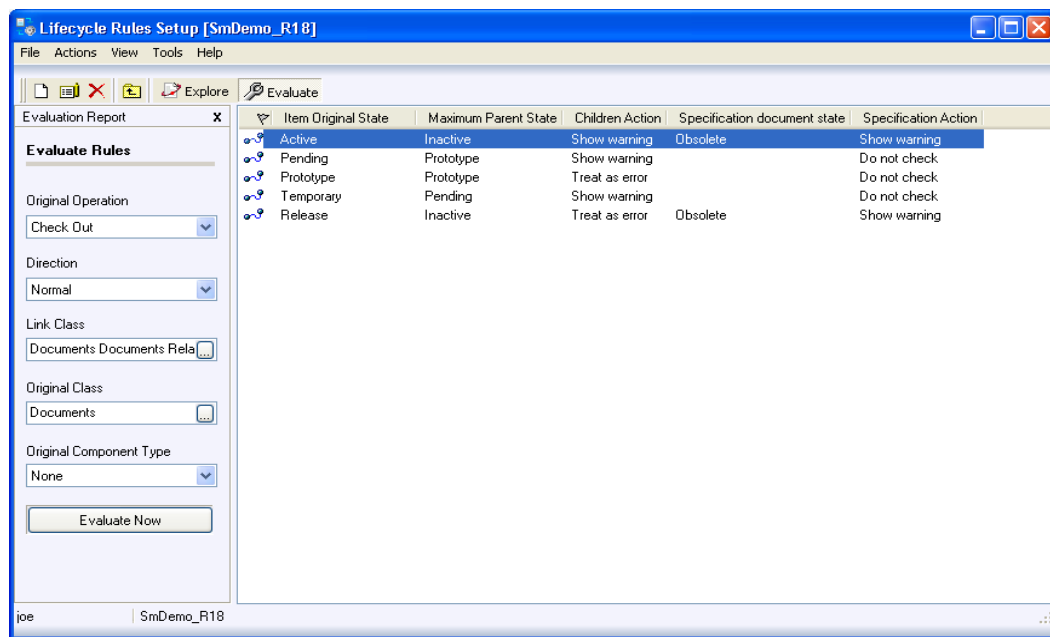 Lifecycle Rules Setup [SmDemo_R18]
File Actions View Tools Help
Explore Evaluate
Evaluation Report x
Evaluate Rules
Original Operation
Check Out
Direction
Normal
Link Class
Documents Documents Rela ...
Original Class
Documents ...
Original Component Type
None
Evaluate Now
Item Original State Maximum Parent State Children Action Specification document state Specification Action
Active Inactive Show warning Obsolete Show warning
Pending Prototype Show warning Do not check
Prototype Prototype Treat as error Do not check
Temporary Pending Show warning Do not check
Release Inactive Treat as error Obsolete Show warning
joe SmDemo_R18